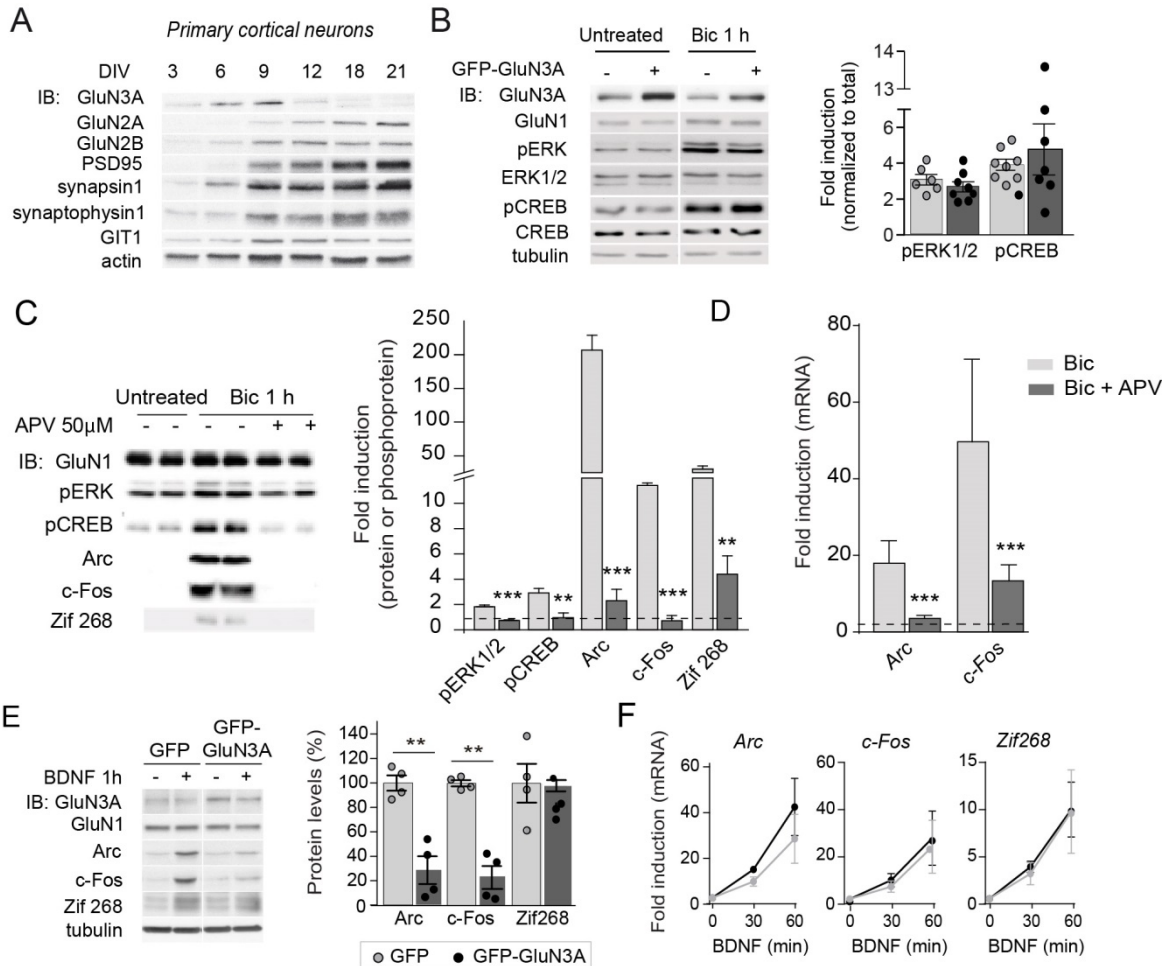 A
Primary cortical neurons
DIV 3 6 9 12 18 21
IB: GluN3A
GluN2A
GluN2B
PSD95
synapsin1
synaptophysin1
GIT1
actin
B
Untreated Bic 1 h
GFP-GluN3A - + - +
IB: GluN3A
GluN1
pERK
ERK1/2
pCREB
CREB
tubulin
Fold induction
(normalized to total)
14
12
10
6
4
2
0
pERK1/2 pCREB
C
Untreated Bic 1 h
APV 50µM - - - - + +
IB: GluN1
pERK
pCREB
Arc
c-Fos
Zif 268
Fold induction
(protein or phosphoprotein)
250
200
150
100
50
10
8
6
4
2
0
*** ** *** *** **
pERK1/2 pCREB Arc c-Fos Zif 268
D
Fold induction (mRNA)
80
60
40
20
0
*** ***
Arc c-Fos
Bic
Bic + APV
E
GFP GFP-
GluN3A
BDNF 1h - + - +
IB: GluN3A
GluN1
Arc
c-Fos
Zif 268
tubulin
Protein levels (%)
140
120
100
80
60
40
20
0
** **
Arc c-Fos Zif268
GFP GFP-GluN3A
F
Fold induction (mRNA)
Arc
60
40
20
0
0 30 60
BDNF (min)
c-Fos
60
40
20
0
0 30 60
BDNF (min)
Zif268
15
10
5
0
0 30 60
BDNF (min)